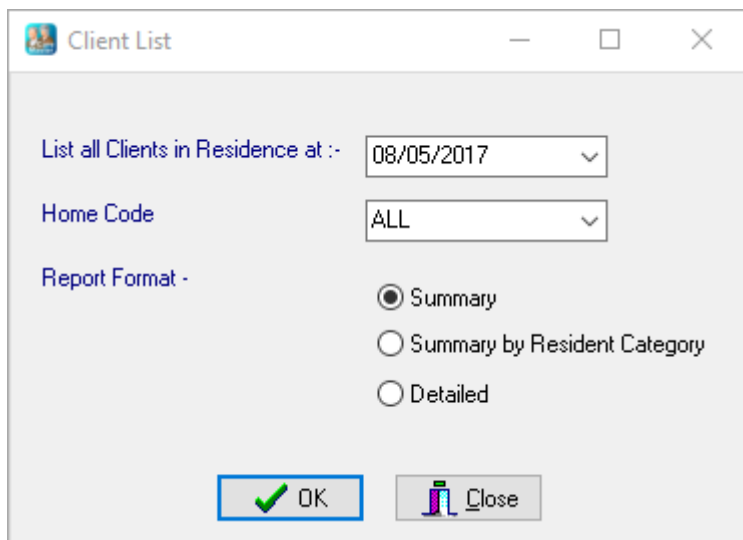 Client List
List all Clients in Residence at :- 08/05/2017
Home Code ALL
Report Format -
Summary
Summary by Resident Category
Detailed
OK Close